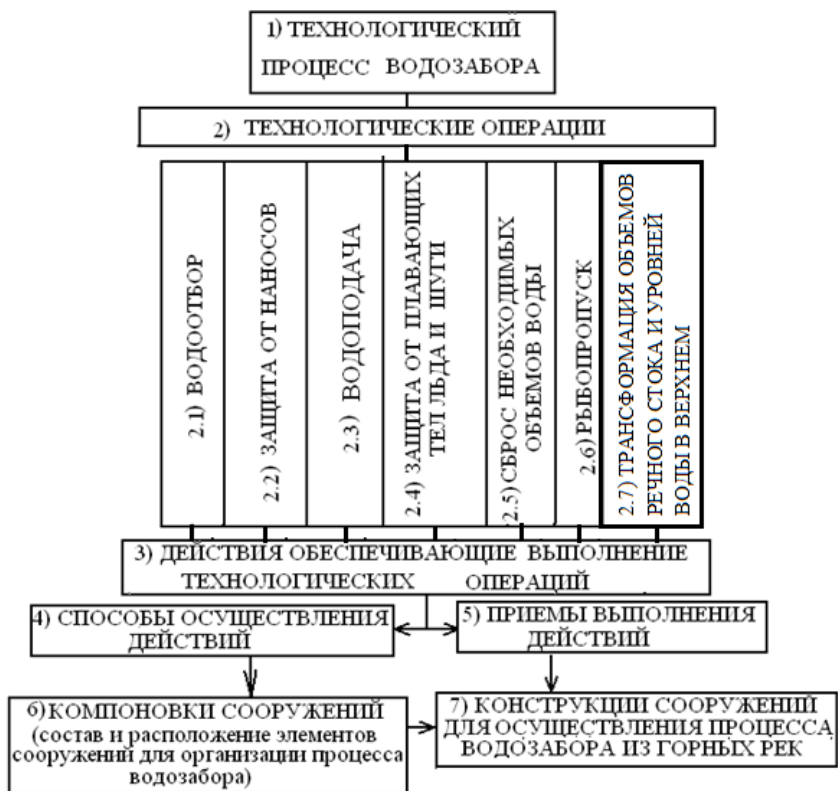 1) ТЕХНОЛОГИЧЕСКИЙ
ПРОЦЕСС ВОДОЗАБОРА
2) ТЕХНОЛОГИЧЕСКИЕ ОПЕРАЦИИ
2.1) ВОДООТБОР
2.2) ЗАЩИТА ОТ НАНОСОВ
2.3) ВОДОПОДАЧА
2.4) ЗАЩИТА ОТ ПЛАВАЮЩИХ
ТЕЛ ЛЬДА И ШУГИ
2.5) СБРОС НЕОБХОДИМЫХ
ОБЪЕМОВ ВОДЫ
2.6) РЫБОПРОПУСК
2.7) ТРАНСФОРМАЦИЯ ОБЪЕМОВ
РЕЧНОГО СТОКА И УРОВНЕЙ
ВОДЫ В ВЕРХНЕМ
3) ДЕЙСТВИЯ ОБЕСПЕЧИВАЮЩИЕ ВЫПОЛНЕНИЕ
ТЕХНОЛОГИЧЕСКИХ ОПЕРАЦИЙ
4) СПОСОБЫ ОСУЩЕСТВЛЕНИЯ
ДЕЙСТВИЙ
5) ПРИЕМЫ ВЫПОЛНЕНИЯ
ДЕЙСТВИЙ
6) КОМПОНОВКИ СООРУЖЕНИЙ
(состав и расположение элементов
сооружений для организации процесса
водозабора)
7) КОНСТРУКЦИИ СООРУЖЕНИЙ
ДЛЯ ОСУЩЕСТВЛЕНИЯ ПРОЦЕССА
ВОДОЗАБОРА ИЗ ГОРНЫХ РЕК